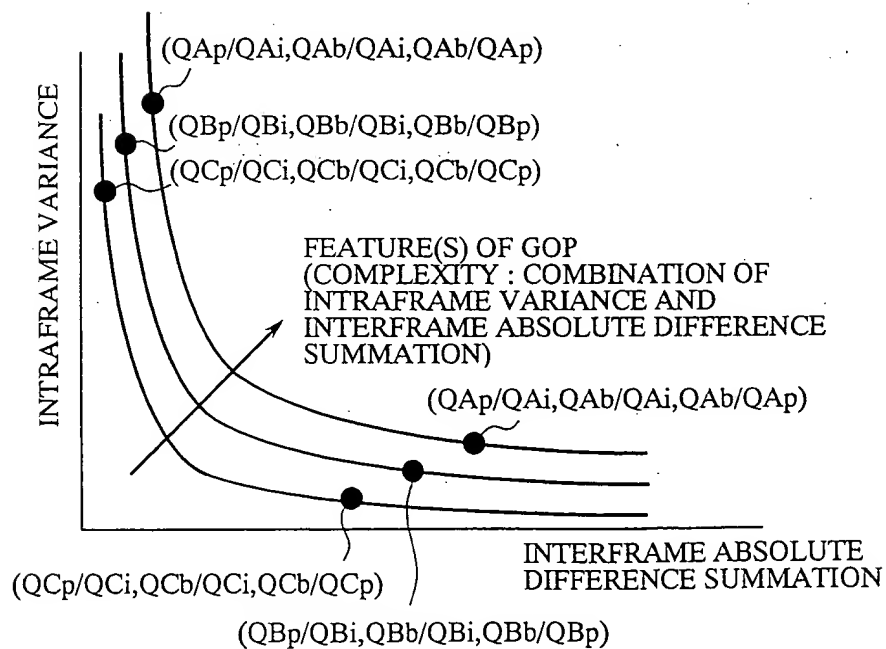 (QAp/QAi,QAb/QAi,QAb/QAp)
(QBp/QBi,QBb/QBi,QBb/QBp)
(QCp/QCi,QCb/QCi,QCb/QCp)
INTRAFRAME VARIANCE
FEATURE(S) OF GOP
(COMPLEXITY : COMBINATION OF
INTRAFRAME VARIANCE AND
INTERFRAME ABSOLUTE DIFFERENCE
SUMMATION)
(QAp/QAi,QAb/QAi,QAb/QAp)
INTERFRAME ABSOLUTE
DIFFERENCE SUMMATION
(QCp/QCi,QCb/QCi,QCb/QCp)
(QBp/QBi,QBb/QBi,QBb/QBp)